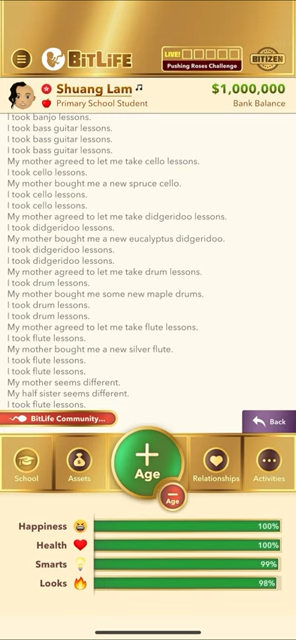 BitLife
LIVE!
Pushing Roses Challenge
BITIZEN
Shuang Lam
$1,000,000
Primary School Student
Bank Balance
I took banjo lessons.
I took bass guitar lessons.
I took bass guitar lessons.
I took bass guitar lessons.
My mother agreed to let me take cello lessons.
I took cello lessons.
My mother bought me a new spruce cello.
I took cello lessons.
I took cello lessons.
My mother agreed to let me take didgeridoo lessons.
I took didgeridoo lessons.
My mother bought me a new eucalyptus didgeridoo.
I took didgeridoo lessons.
I took didgeridoo lessons.
My mother agreed to let me take drum lessons.
I took drum lessons.
My mother bought me some new maple drums.
I took drum lessons.
I took drum lessons.
My mother agreed to let me take flute lessons.
I took flute lessons.
My mother bought me a new silver flute.
I took flute lessons.
I took flute lessons.
My mother seems different.
My half sister seems different.
I took flute lessons.
BitLife Community...
Back
School
Assets
Age
Age
Relationships
Activities
Happiness 100%
Health 100%
Smarts 99%
Looks 98%